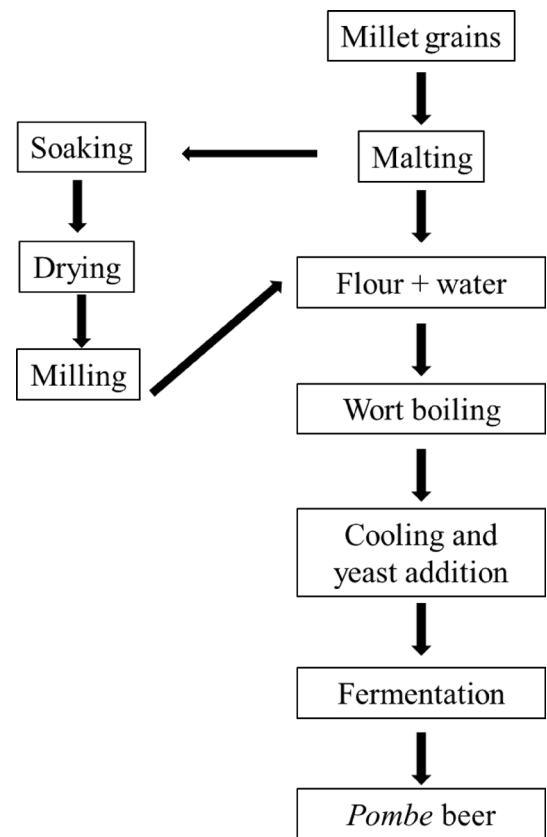 Millet grains
Soaking
Malting
Drying
Flour + water
Milling
Wort boiling
Cooling and
yeast addition
Fermentation
Pombe beer